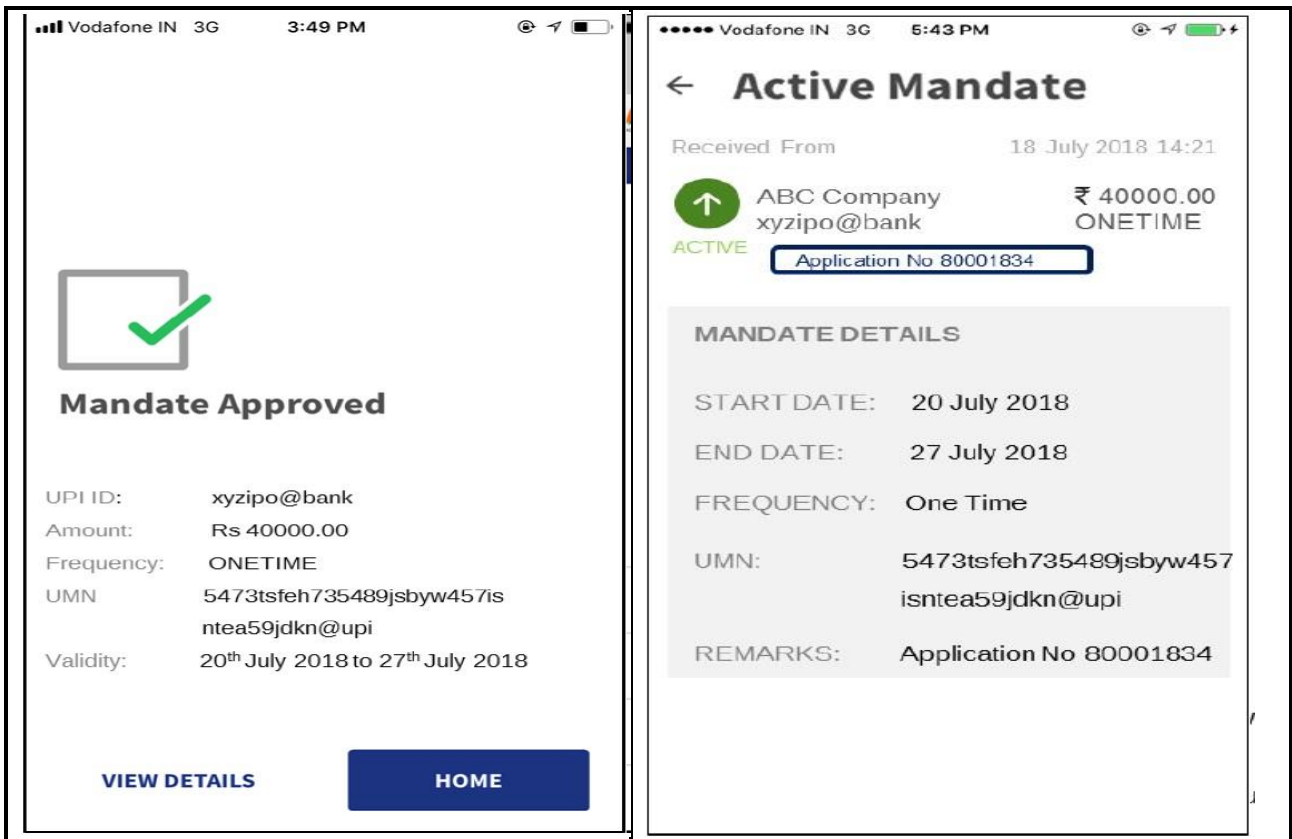 Vodafone IN 3G 3:49 PM
Mandate Approved
UPI ID: xyzipo@bank
Amount: Rs 40000.00
Frequency: ONETIME
UMN 5473tsfeh735489jsbyw457is
ntea59jdkn@upi
Validity: 20th July 2018 to 27th July 2018
VIEW DETAILS HOME
Vodafone IN 3G 5:43 PM
Active Mandate
Received From 18 July 2018 14:21
ABC Company ₹ 40000.00
xyzipo@bank ONETIME
ACTIVE
Application No 80001834
MANDATE DETAILS
START DATE: 20 July 2018
END DATE: 27 July 2018
FREQUENCY: One Time
UMN: 5473tsfeh735489jsbyw457
isntea59jdkn@upi
REMARKS: Application No 80001834